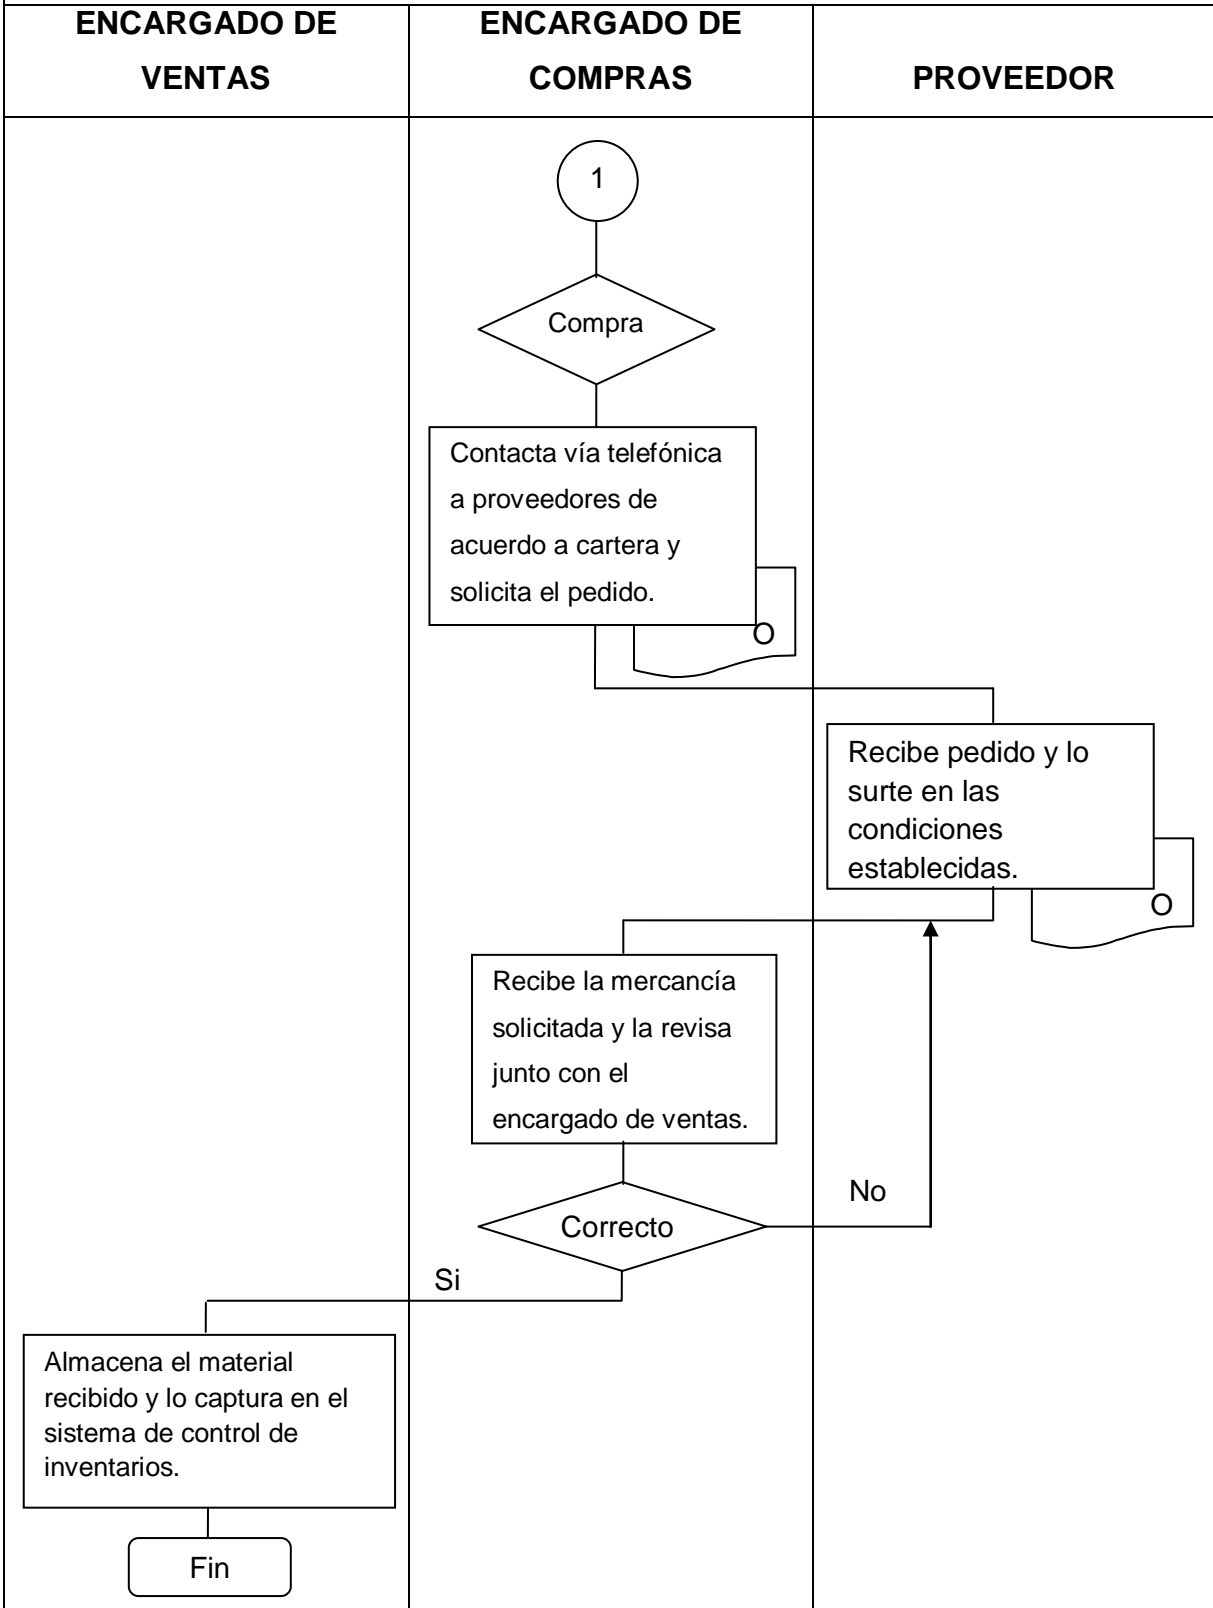 ENCARGADO DE
VENTAS
ENCARGADO DE
COMPRAS
PROVEEDOR
1
Compra
Contacta vía telefónica
a proveedores de
acuerdo a cartera y
solicita el pedido.
O
Recibe pedido y lo
surte en las
condiciones
establecidas.
O
Recibe la mercancía
solicitada y la revisa
junto con el
encargado de ventas.
Correcto
No
Si
Almacena el material
recibido y lo captura en el
sistema de control de
inventarios.
Fin